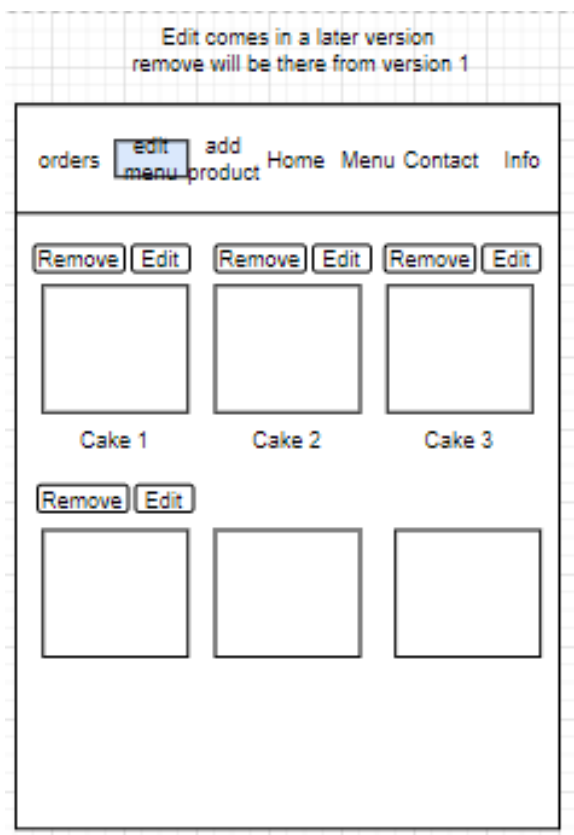 Edit comes in a later version
remove will be there from version 1
orders edit menu add product Home Menu Contact Info
Remove Edit Remove Edit Remove Edit
Cake 1 Cake 2 Cake 3
Remove Edit